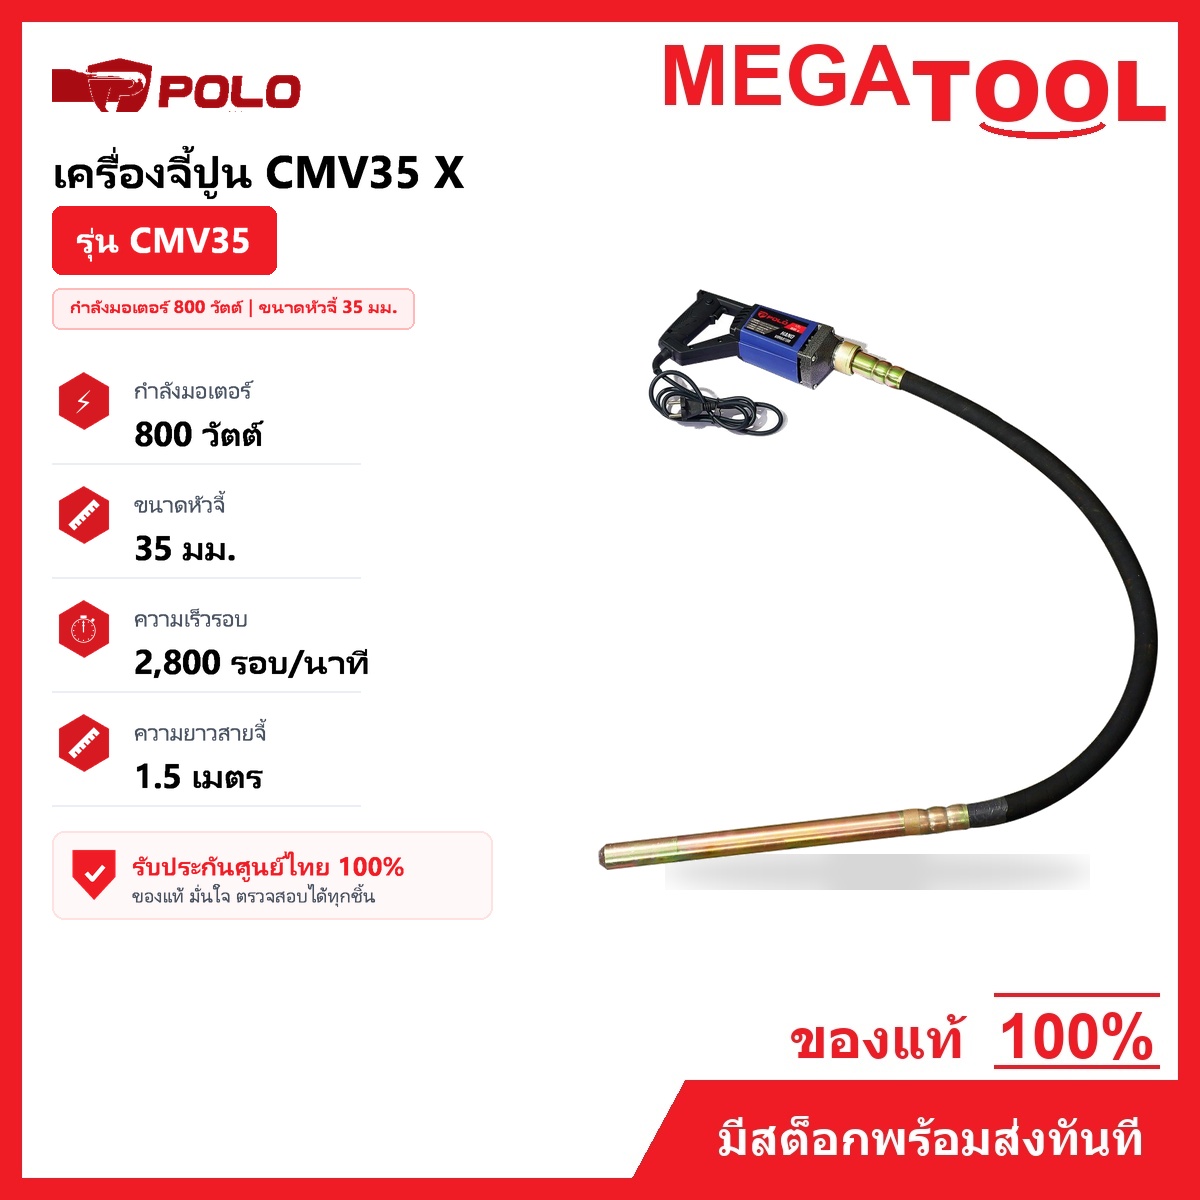 POLO
MEGATOOL
เครื่องจี้ปูน CMV35 X
รุ่น CMV35
กำลังมอเตอร์ 800 วัตต์ | ขนาดหัวจี้ 35 มม.
กำลังมอเตอร์
800 วัตต์
ขนาดหัวจี้
35 มม.
ความเร็วรอบ
2,800 รอบ/นาที
ความยาวสายจี้
1.5 เมตร
รับประกันศูนย์ไทย 100%
ของแท้ มั่นใจ ตรวจสอบได้ทุกชิ้น
POLO
HAND
ของแท้ 100%
มีสต็อกพร้อมส่งทันที